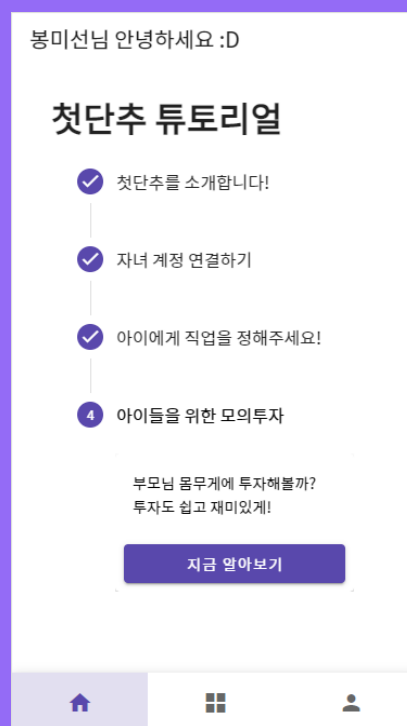 봉미선님 안녕하세요 :D
첫단추 튜토리얼
첫단추를 소개합니다!
자녀 계정 연결하기
아이에게 직업을 정해주세요!
4 아이들을 위한 모의투자
부모님 몸무게에 투자해볼까?
투자도 쉽고 재미있게!
지금 알아보기